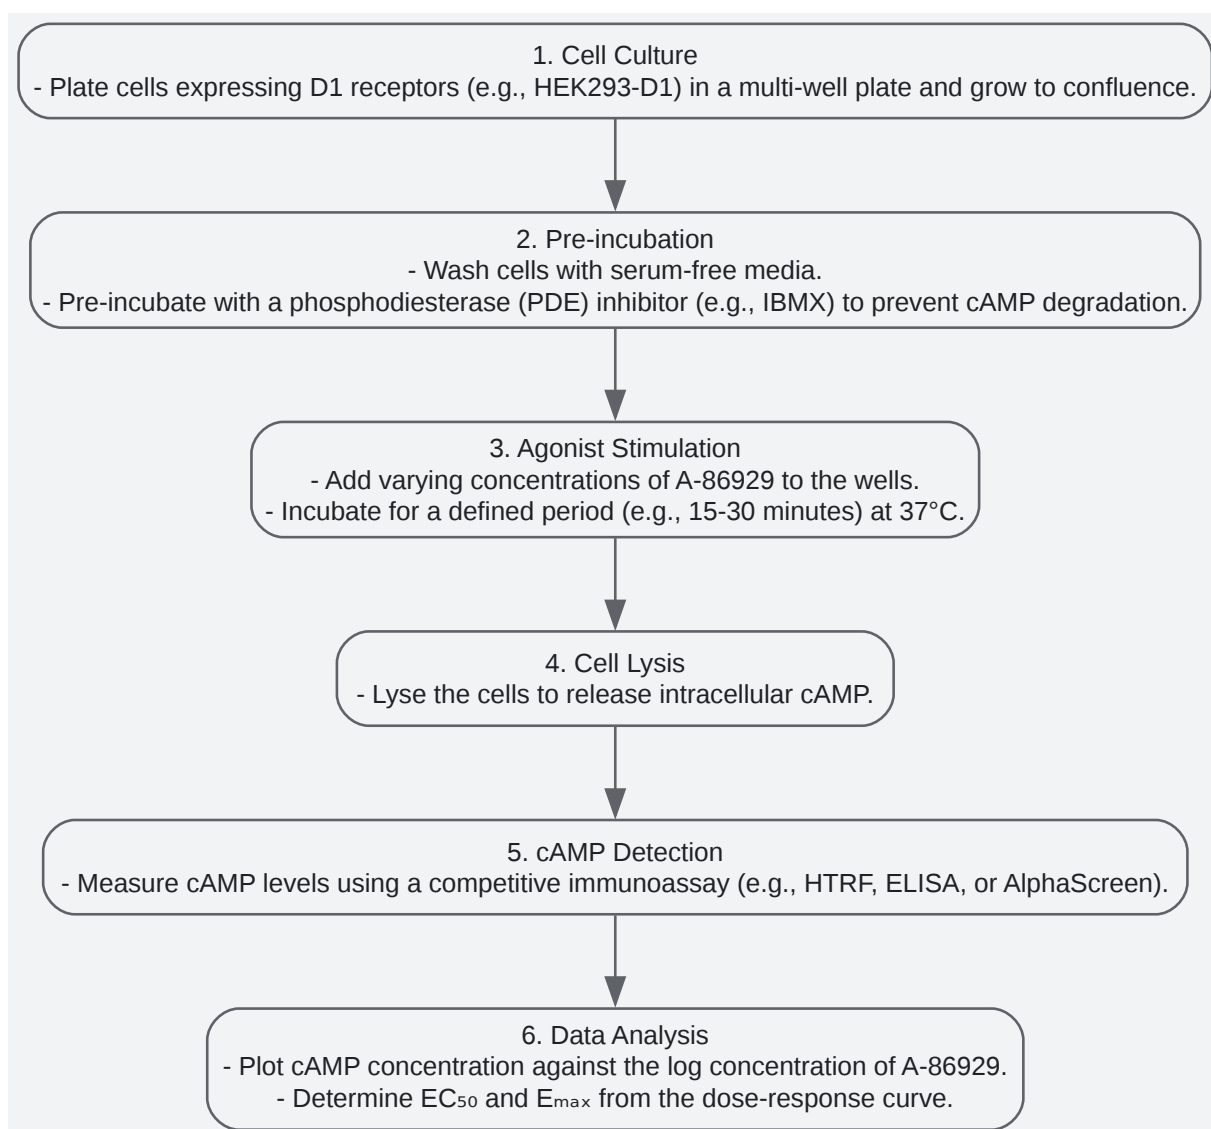 1. Cell Culture
- Plate cells expressing D1 receptors (e.g., HEK293-D1) in a multi-well plate and grow to confluence.
2. Pre-incubation
- Wash cells with serum-free media.
- Pre-incubate with a phosphodiesterase (PDE) inhibitor (e.g., IBMX) to prevent cAMP degradation.
3. Agonist Stimulation
- Add varying concentrations of A-86929 to the wells.
- Incubate for a defined period (e.g., 15-30 minutes) at 37°C.
4. Cell Lysis
- Lyse the cells to release intracellular cAMP.
5. cAMP Detection
- Measure cAMP levels using a competitive immunoassay (e.g., HTRF, ELISA, or AlphaScreen).
6. Data Analysis
- Plot cAMP concentration against the log concentration of A-86929.
- Determine EC₅₀ and Eₘₐₓ from the dose-response curve.